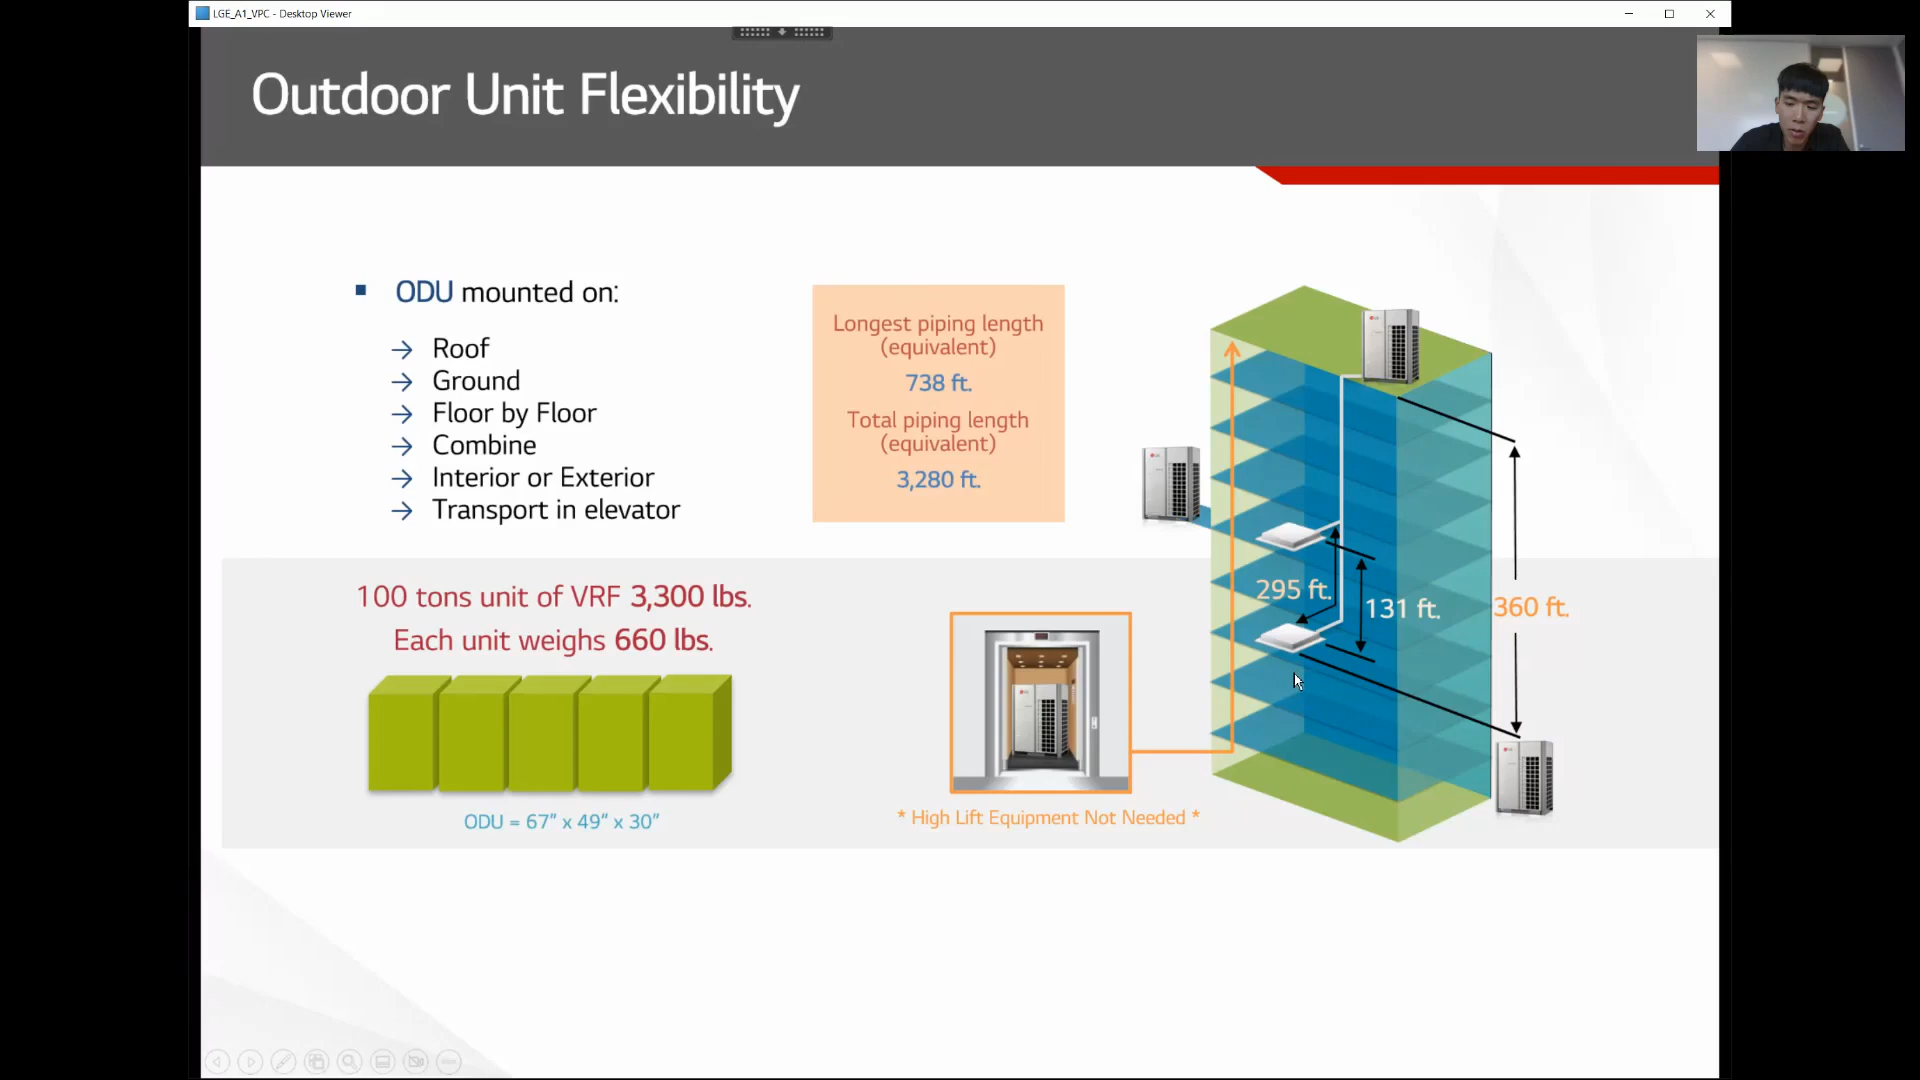 LGE_A1_VPC - Desktop Viewer
Outdoor Unit Flexibility
ODU mounted on:
→ Roof
→ Ground
→ Floor by Floor
→ Combine
→ Interior or Exterior
→ Transport in elevator
Longest piping length
(equivalent)
738 ft.
Total piping length
(equivalent)
3,280 ft.
295 ft.
131 ft.
360 ft.
100 tons unit of VRF 3,300 lbs.
Each unit weighs 660 lbs.
ODU = 67” x 49” x 30”
* High Lift Equipment Not Needed *